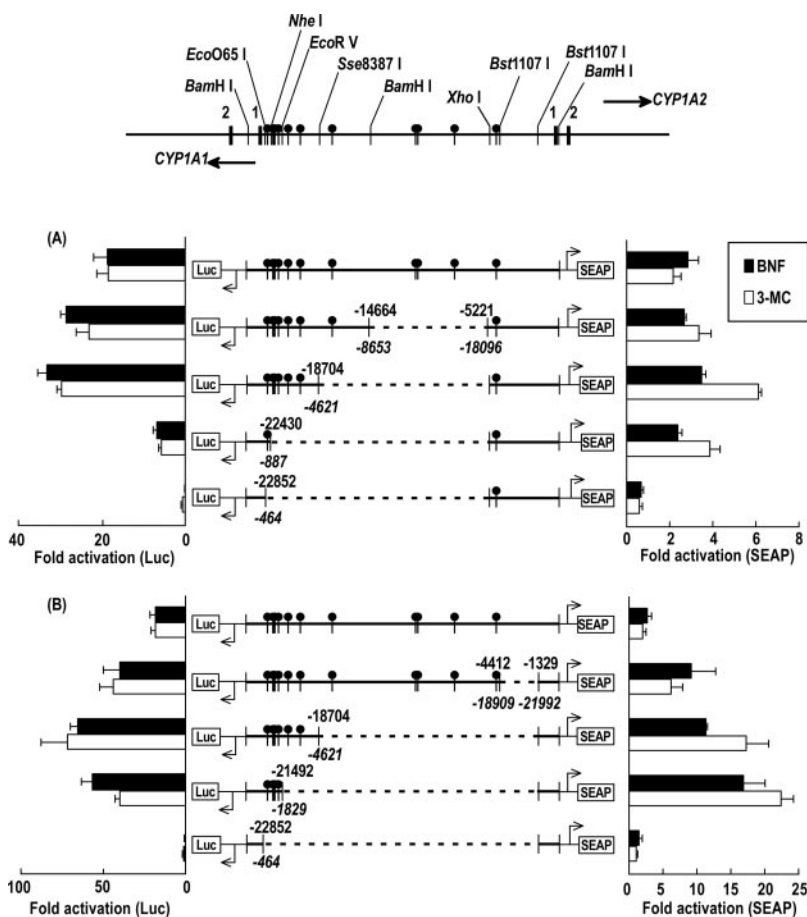 Nhe I
EcoO65 I
EcoR V
Sse8387 I
Bst1107 I
Bst1107 I
BamH I
BamH I
Xho I
BamH I
2 1 1 2
CYP1A2
CYP1A1
(A)
BNF
3-MC
Luc SEAP
-14664 -5221
Luc SEAP
-8653 -18096
-18704
Luc SEAP
-4621
-22430
Luc SEAP
-887
-22852
Luc SEAP
-464
40 20 0
0 2 4 6 8
Fold activation (Luc)
Fold activation (SEAP)
(B)
Luc SEAP
-4412 -1329
Luc SEAP
-18909 -21992
-18704
Luc SEAP
-4621
-21492
Luc SEAP
-1829
-22852
Luc SEAP
-464
100 50 0
0 5 10 15 20 25
Fold activation (Luc)
Fold activation (SEAP)